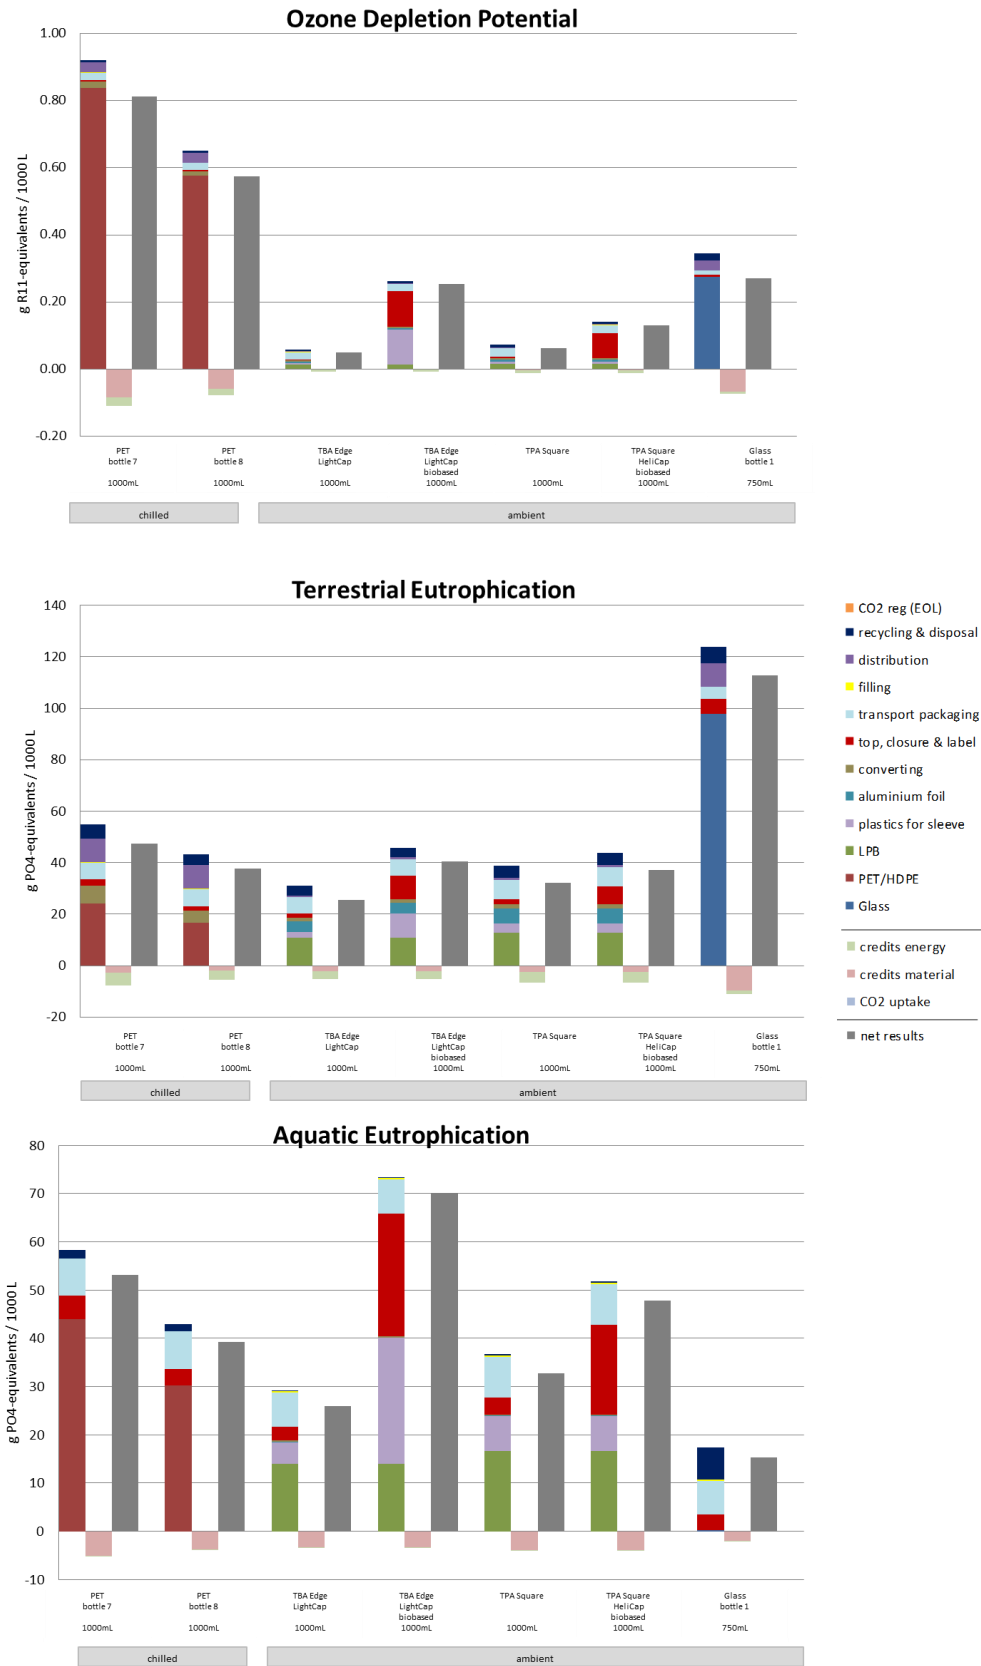 Ozone Depletion Potential
g R11-equivalents / 1000 L
1.00
0.80
0.60
0.40
0.20
0.00
-0.20
PET bottle 7 1000mL
PET bottle 8 1000mL
TBA Edge LightCap 1000mL
TBA Edge LightCap biobased 1000mL
TPA Square 1000mL
TPA Square HeliCap biobased 1000mL
Glass bottle 1 750mL
chilled
ambient
Terrestrial Eutrophication
g PO4-equivalents / 1000 L
140
120
100
80
60
40
20
0
-20
PET bottle 7 1000mL
PET bottle 8 1000mL
TBA Edge LightCap 1000mL
TBA Edge LightCap biobased 1000mL
TPA Square 1000mL
TPA Square HeliCap biobased 1000mL
Glass bottle 1 750mL
chilled
ambient
CO2 reg (EOL)
recycling & disposal
distribution
filling
transport packaging
top, closure & label
converting
aluminium foil
plastics for sleeve
LPB
PET/HDPE
Glass
credits energy
credits material
CO2 uptake
net results
Aquatic Eutrophication
g PO4-equivalents / 1000 L
80
70
60
50
40
30
20
10
0
-10
PET bottle 7 1000mL
PET bottle 8 1000mL
TBA Edge LightCap 1000mL
TBA Edge LightCap biobased 1000mL
TPA Square 1000mL
TPA Square HeliCap biobased 1000mL
Glass bottle 1 750mL
chilled
ambient